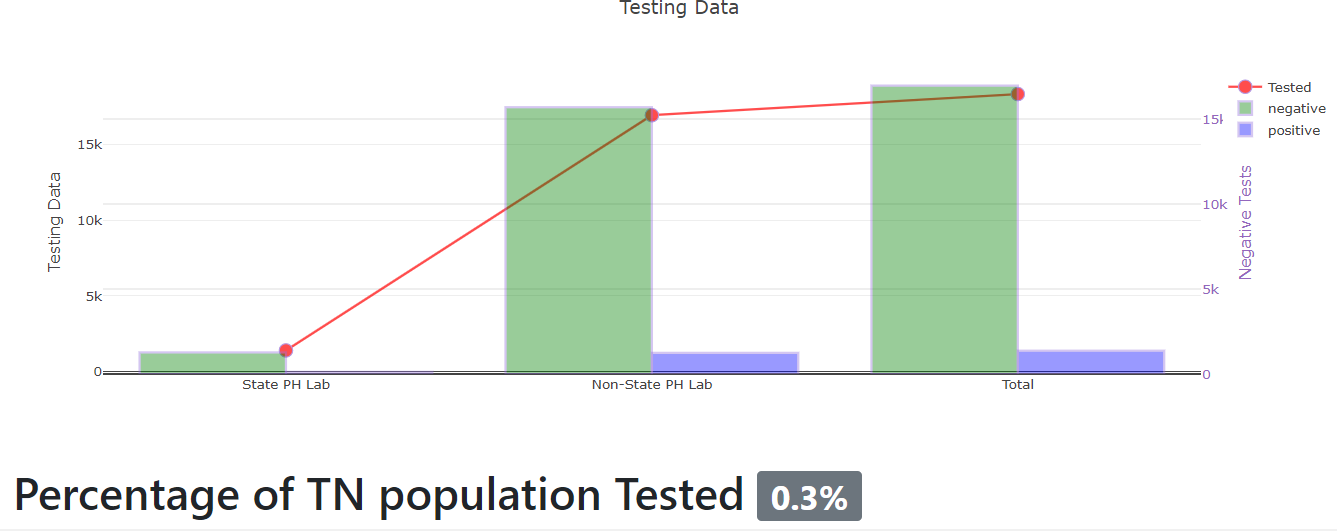 Testing Data
Tested
negative
positive
15k
10k
5k
0
Testing Data
15k
10k
5k
0
Negative Tests
State PH Lab
Non-State PH Lab
Total
Percentage of TN population Tested 0.3%